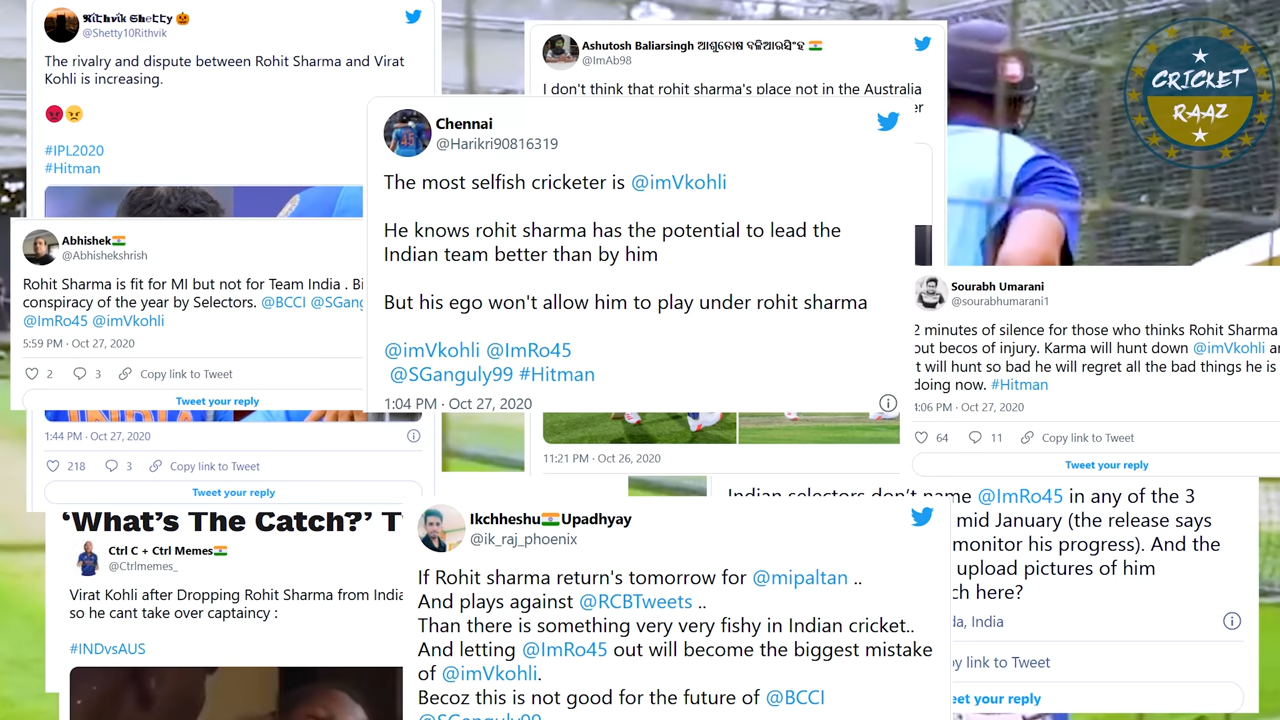 Rithvik Shetty
@Shetty10Rithvik
The rivalry and dispute between Rohit Sharma and Virat
Kohli is increasing.
😡😠
#IPL2020
#Hitman
1:44 PM · Oct 27, 2020
218 3 Copy link to Tweet
Tweet your reply
Ashutosh Baliarsingh ଆଶୁତୋଷ ବଳିଆରସିଂହ 🇮🇳
@ImAb98
I don't think that rohit sharma's place not in the Australia
11:21 PM · Oct 26, 2020
CRICKET
RAAZ
Chennai
@Harikri90816319
The most selfish cricketer is @imVkohli
He knows rohit sharma has the potential to lead the
Indian team better than by him
But his ego won't allow him to play under rohit sharma
@imVkohli @ImRo45
@SGanguly99 #Hitman
1:04 PM · Oct 27, 2020
Abhishek🇮🇳
@Abhishekshrish
Rohit Sharma is fit for MI but not for Team India . Bi
conspiracy of the year by Selectors. @BCCI @SGang
@ImRo45 @imVkohli
5:59 PM · Oct 27, 2020
2 3 Copy link to Tweet
Tweet your reply
Sourabh Umarani
@sourabhumarani1
2 minutes of silence for those who thinks Rohit Sharma
out becos of injury. Karma will hunt down @imVkohli an
t will hunt so bad he will regret all the bad things he is
doing now. #Hitman
4:06 PM · Oct 27, 2020
64 11 Copy link to Tweet
Tweet your reply
‘What’s The Catch?’ T
Ctrl C + Ctrl Memes🇮🇳
@Ctrlmemes_
Virat Kohli after Dropping Rohit Sharma from India
so he cant take over captaincy :
#INDvsAUS
Ikchheshu🇮🇳Upadhyay
@ik_raj_phoenix
If Rohit sharma return's tomorrow for @mipaltan ..
And plays against @RCBTweets ..
Than there is something very very fishy in Indian cricket..
And letting @ImRo45 out will become the biggest mistake
of @imVkohli.
Becoz this is not good for the future of @BCCI
@SGanguly99
Indian selectors don’t name @ImRo45 in any of the 3
mid January (the release says
monitor his progress). And the
upload pictures of him
ch here?
da, India
y link to Tweet
eet your reply